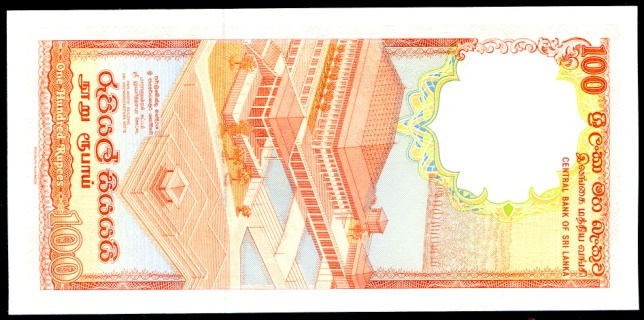 100
ශ්‍රී ලංකා මහ බැංකුව
இலங்கை மத்திய வங்கி
CENTRAL BANK OF SRI LANKA
රුපියල් සියයයි
நூறு ரூபாய்
One Hundred Rupees
100